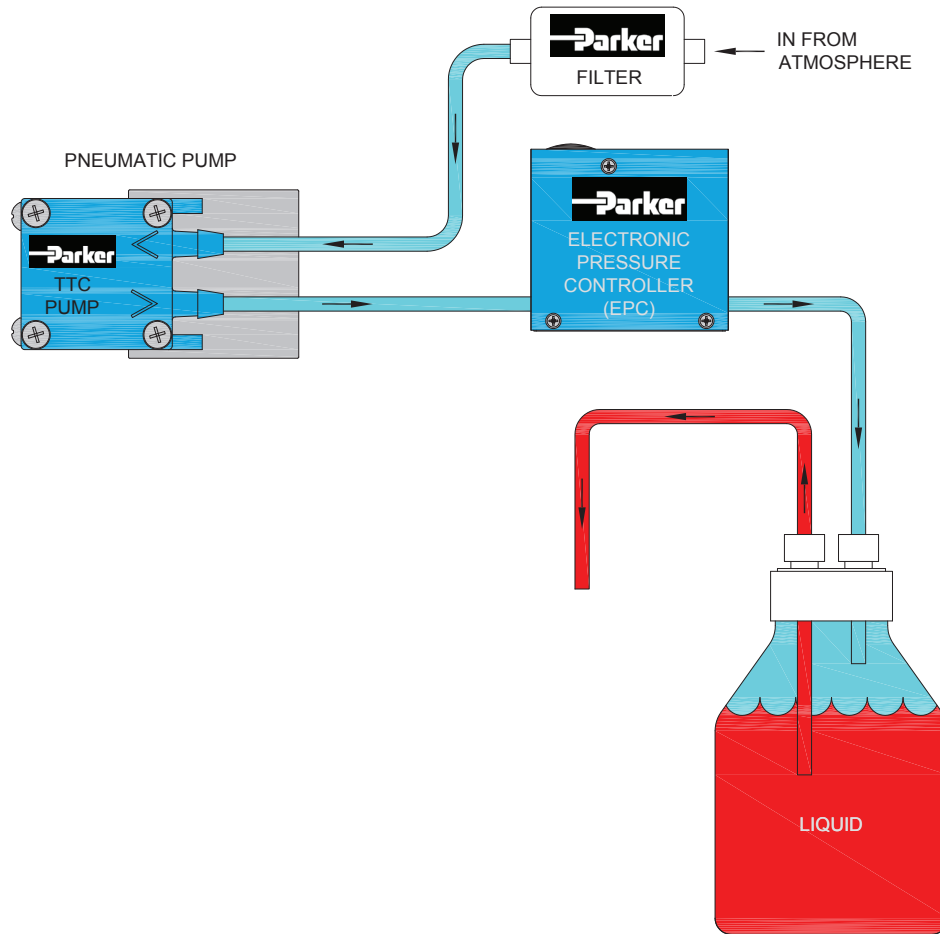 Parker
FILTER
IN FROM
ATMOSPHERE
PNEUMATIC PUMP
Parker
TTC
PUMP
Parker
ELECTRONIC
PRESSURE
CONTROLLER
(EPC)
LIQUID